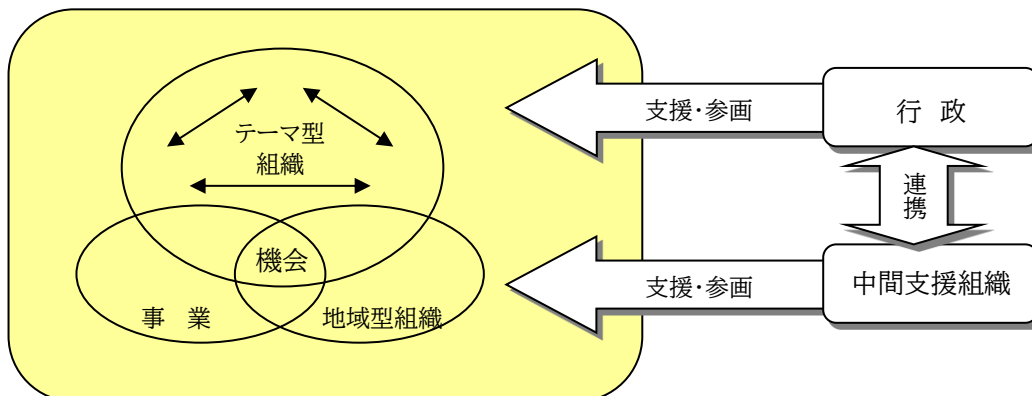 テーマ型
組織
機会
事　業
地域型組織
支援・参画
行　政
連携
支援・参画
中間支援組織